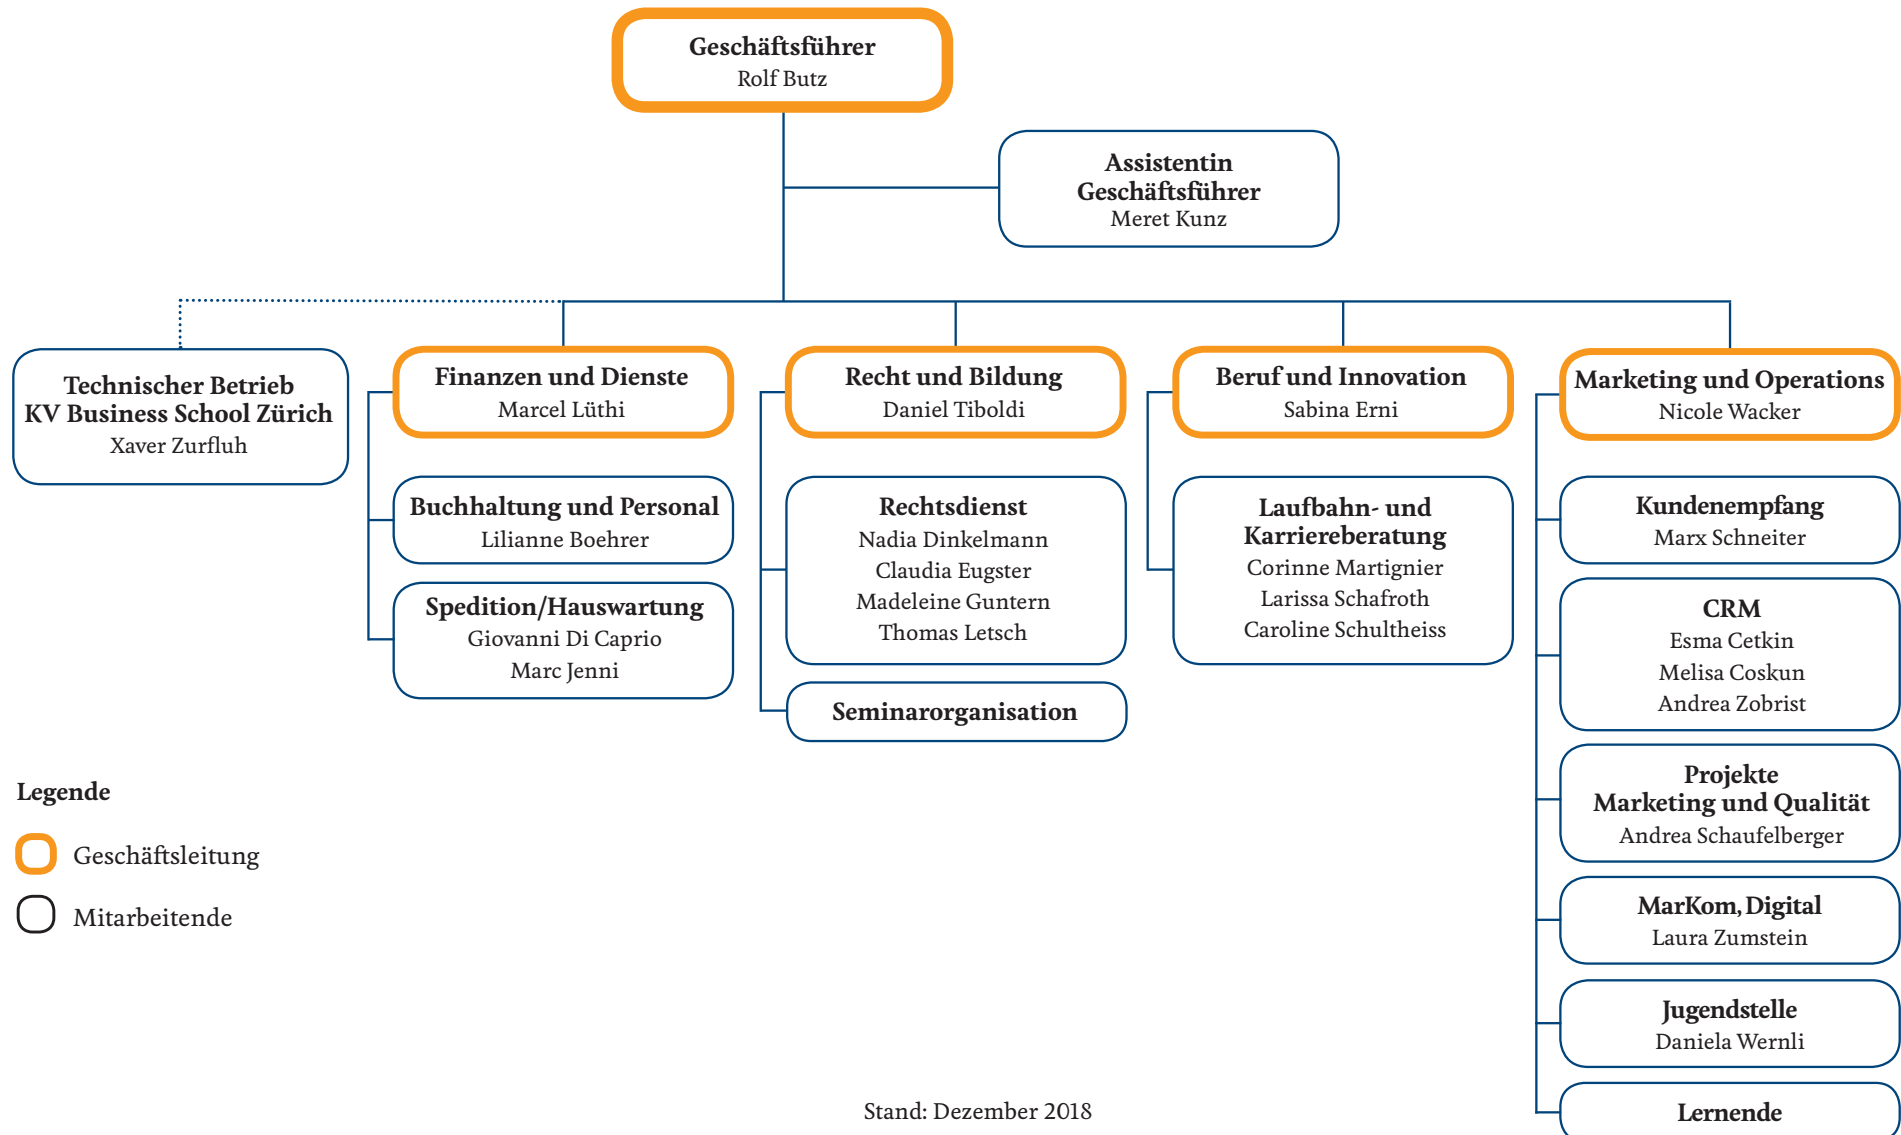 Geschäftsführer
Rolf Butz
Assistentin
Geschäftsführer
Meret Kunz
Technischer Betrieb
KV Business School Zürich
Xaver Zurfluh
Finanzen und Dienste
Marcel Lüthi
Buchhaltung und Personal
Lilianne Boehrer
Spedition/Hauswartung
Giovanni Di Caprio
Marc Jenni
Recht und Bildung
Daniel Tiboldi
Rechtsdienst
Nadia Dinkelmann
Claudia Eugster
Madeleine Guntern
Thomas Letsch
Seminarorganisation
Beruf und Innovation
Sabina Erni
Laufbahn- und
Karriereberatung
Corinne Martignier
Larissa Schafroth
Caroline Schultheiss
Marketing und Operations
Nicole Wacker
Kundenempfang
Marx Schneiter
CRM
Esma Cetkin
Melisa Coskun
Andrea Zobrist
Projekte
Marketing und Qualität
Andrea Schaufelberger
MarKom, Digital
Laura Zumstein
Jugendstelle
Daniela Wernli
Lernende
Legende
Geschäftsleitung
Mitarbeitende
Stand: Dezember 2018